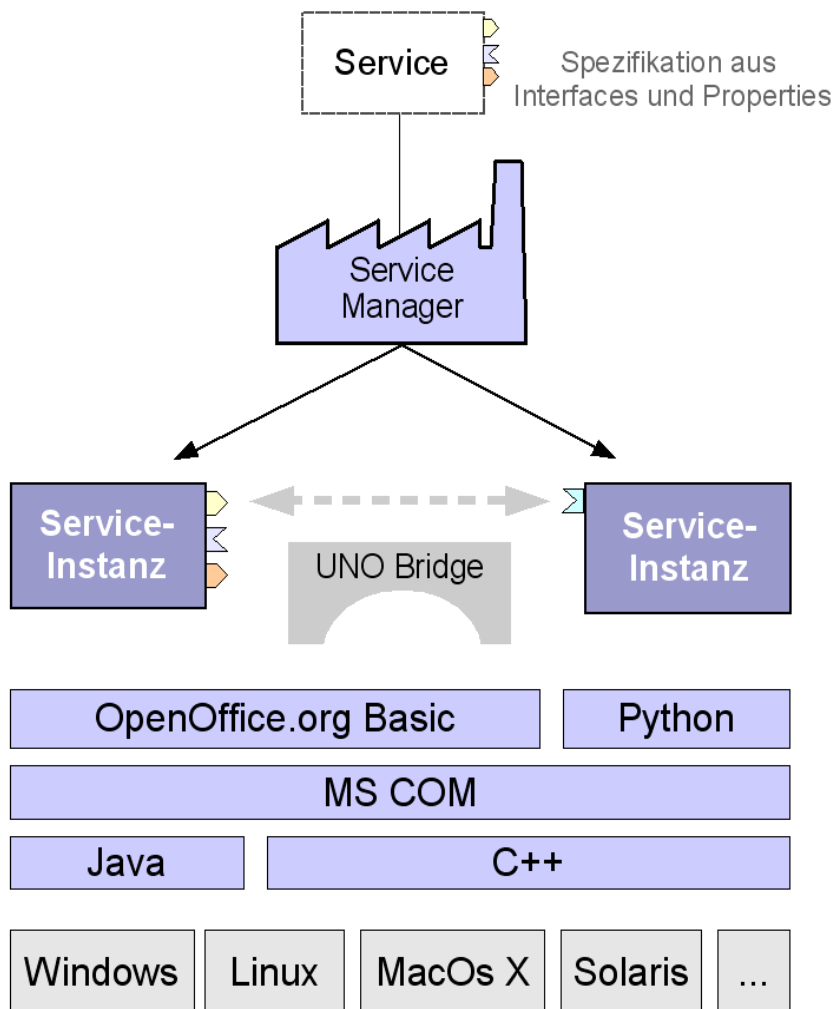 Service
Spezifikation aus
Interfaces und Properties
Service
Manager
Service-
Instanz
UNO Bridge
Service-
Instanz
OpenOffice.org Basic
Python
MS COM
Java
C++
Windows
Linux
MacOs X
Solaris
...